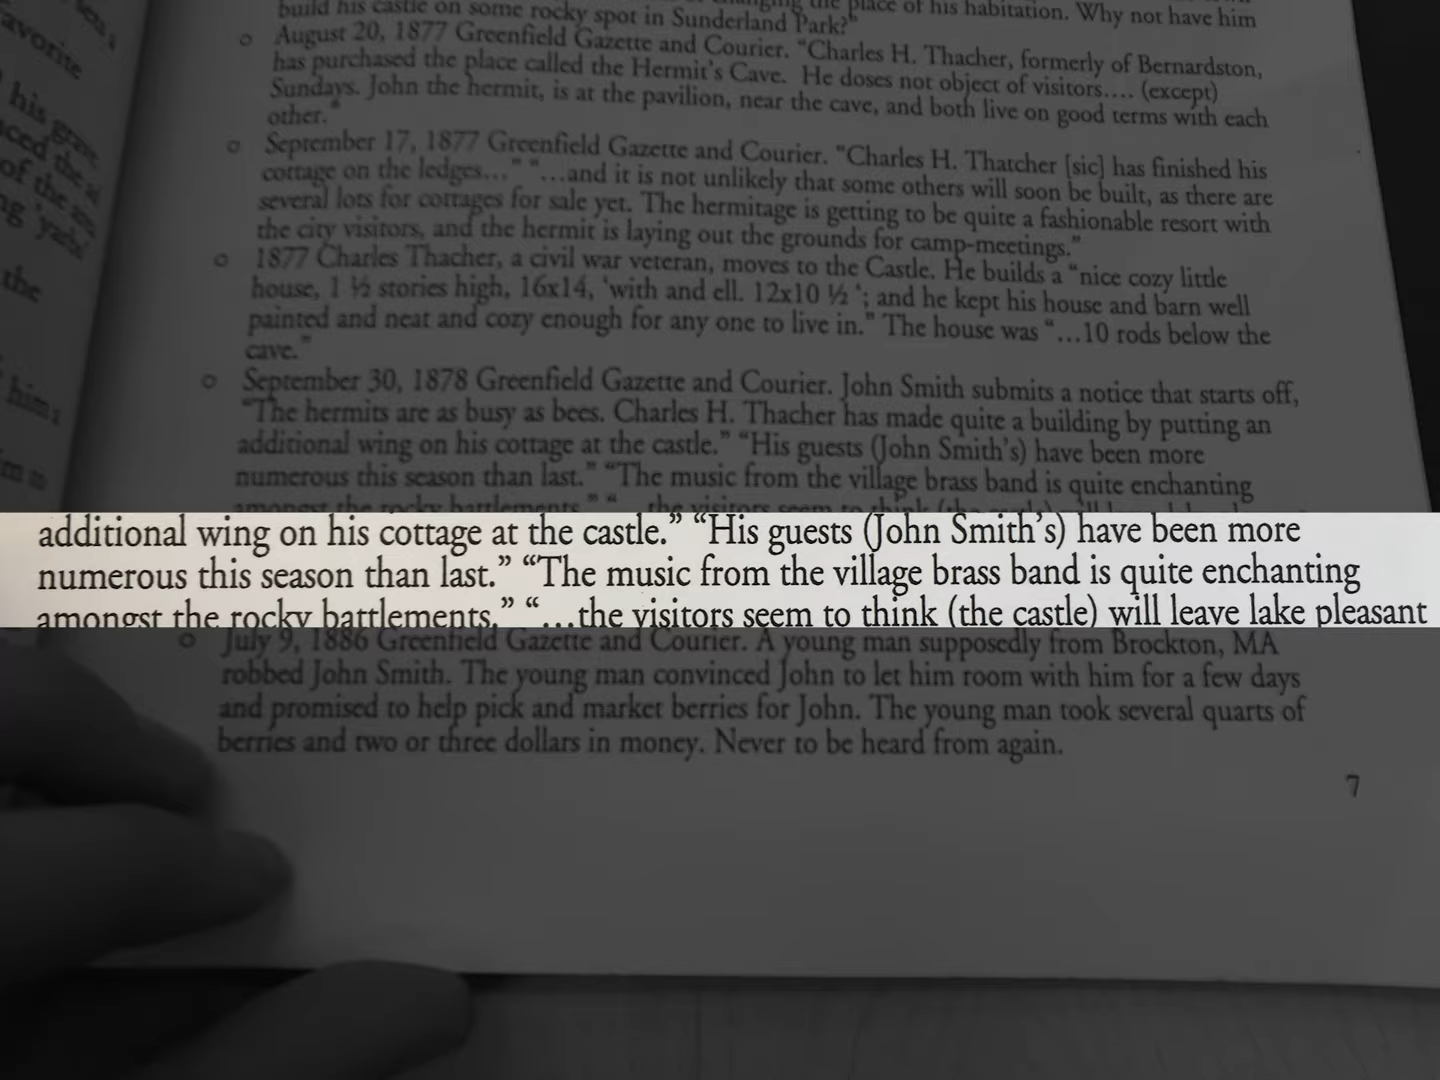 build his castle on some rocky spot in Sunderland Park?"
the place of his habitation. Why not have him
o August 20, 1877 Greenfield Gazette and Courier. "Charles H. Thacher, formerly of Bernardston,
has purchased the place called the Hermit's Cave. He doses not object of visitors.... (except)
Sundays. John the hermit, is at the pavilion, near the cave, and both live on good terms with each
other."
o September 17, 1877 Greenfield Gazette and Courier. "Charles H. Thatcher [sic] has finished his
cottage on the ledges..." "...and it is not unlikely that some others will soon be built, as there are
several lots for cottages for sale yet. The hermitage is getting to be quite a fashionable resort with
the city visitors, and the hermit is laying out the grounds for camp-meetings."
o 1877 Charles Thacher, a civil war veteran, moves to the Castle. He builds a "nice cozy little
house, 1 ½ stories high, 16x14, 'with and ell. 12x10 ½ '; and he kept his house and barn well
painted and neat and cozy enough for any one to live in." The house was "...10 rods below the
cave."
o September 30, 1878 Greenfield Gazette and Courier. John Smith submits a notice that starts off,
"The hermits are as busy as bees. Charles H. Thacher has made quite a building by putting an
additional wing on his cottage at the castle." "His guests (John Smith's) have been more
numerous this season than last." "The music from the village brass band is quite enchanting
additional wing on his cottage at the castle." "His guests (John Smith's) have been more
numerous this season than last." "The music from the village brass band is quite enchanting
amongst the rocky battlements." "...the visitors seem to think (the castle) will leave lake pleasant
o July 9, 1886 Greenfield Gazette and Courier. A young man supposedly from Brockton, MA
robbed John Smith. The young man convinced John to let him room with him for a few days
and promised to help pick and market berries for John. The young man took several quarts of
berries and two or three dollars in money. Never to be heard from again.
7